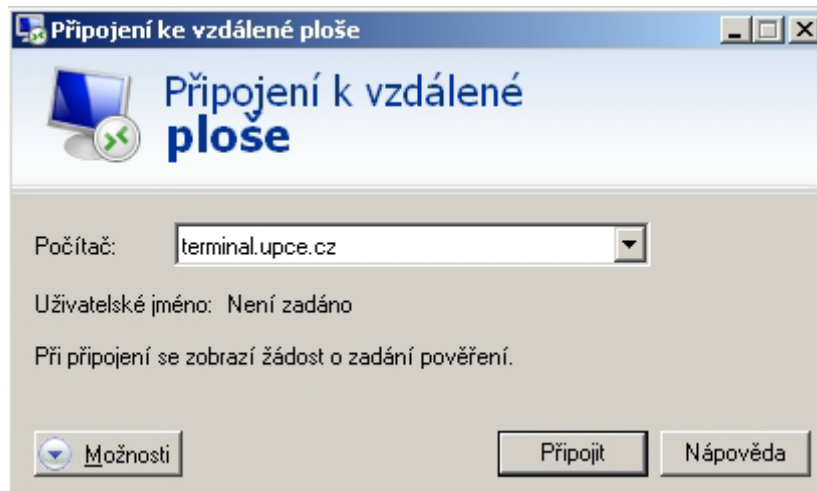 Připojení ke vzdálené ploše
Připojení k vzdálené
ploše
Počítač: terminal.upce.cz
Uživatelské jméno: Není zadáno
Při připojení se zobrazí žádost o zadání pověření.
Možnosti Připojit Nápověda